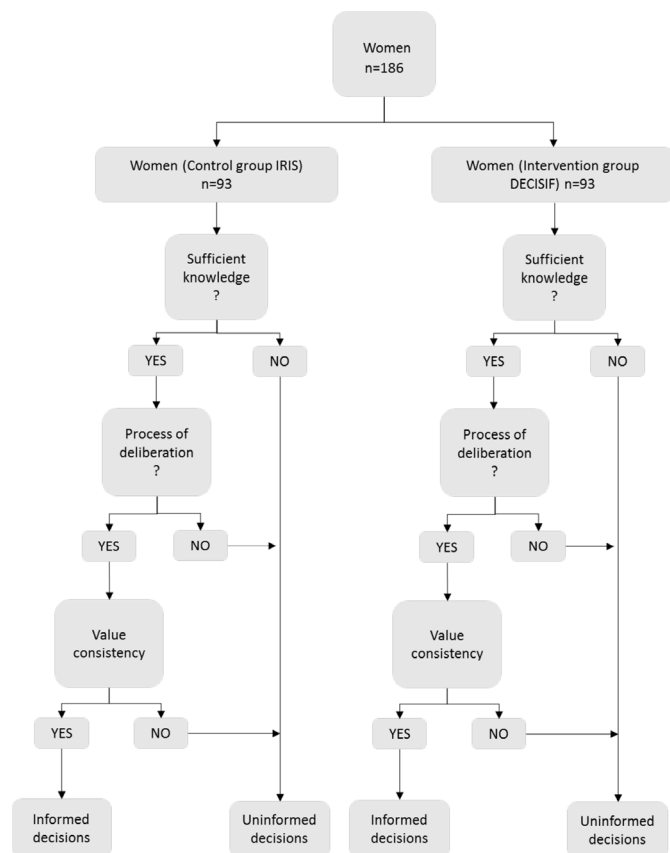 Women
n=186
Women (Control group IRIS)
n=93
Women (Intervention group
DECISIF) n=93
Sufficient
knowledge
?
Sufficient
knowledge
?
YES
NO
YES
NO
Process of
deliberation
?
Process of
deliberation
?
YES
NO
YES
NO
Value
consistency
Value
consistency
YES
NO
YES
NO
Informed
decisions
Uninformed
decisions
Informed
decisions
Uninformed
decisions